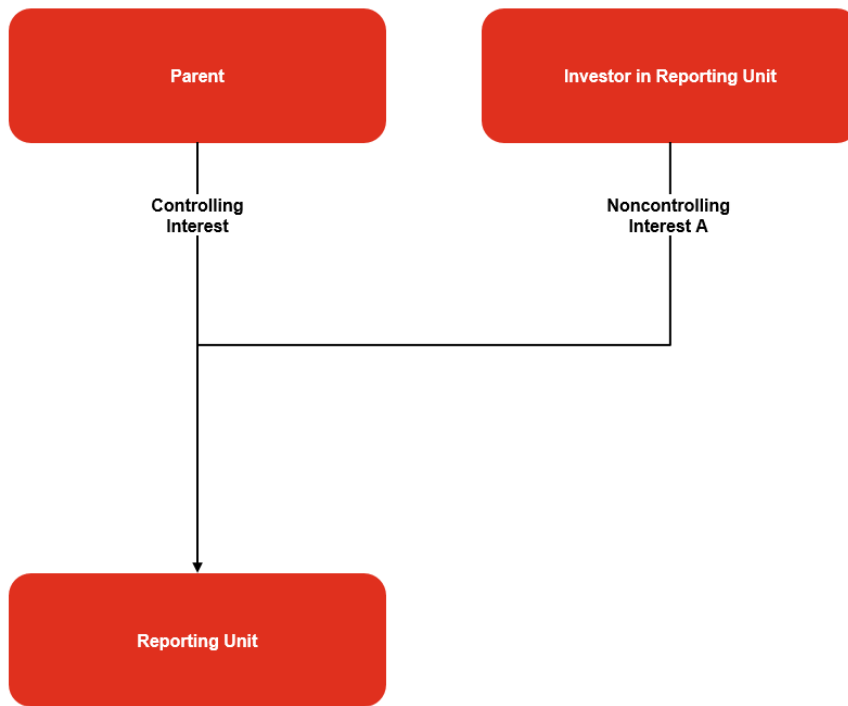 Parent
Investor in Reporting Unit
Controlling
Interest
Noncontrolling
Interest A
Reporting Unit